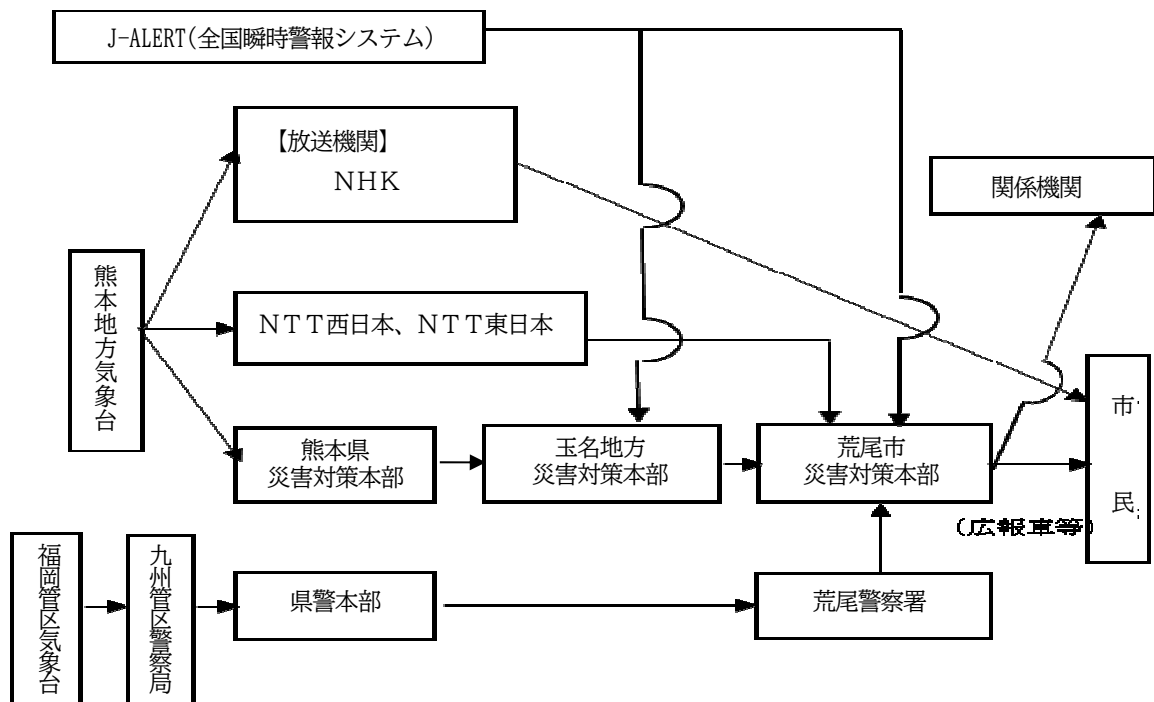 J-ALERT(全国瞬時警報システム)
【放送機関】
ＮＨＫ
関係機関
熊本地方気象台
ＮＴＴ西日本、ＮＴＴ東日本
市民
熊本県
災害対策本部
玉名地方
災害対策本部
荒尾市
災害対策本部
（広報車等）
福岡管区気象台
九州管区警察局
県警本部
荒尾警察署